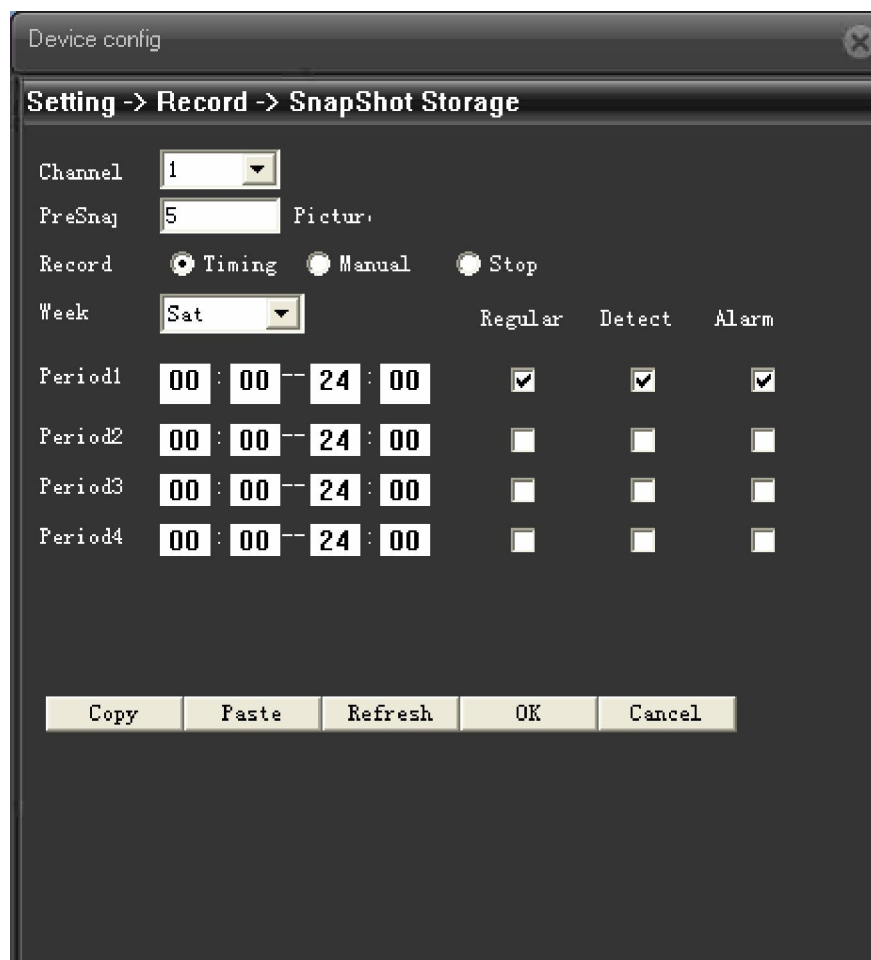 Device config
Setting -> Record -> SnapShot Storage
Channel 1
PreSnap 5 Pictur
Record Timing Manual Stop
Week Sat Regular Detect Alarm
Period1 00 : 00 -- 24 : 00
Period2 00 : 00 -- 24 : 00
Period3 00 : 00 -- 24 : 00
Period4 00 : 00 -- 24 : 00
Copy Paste Refresh OK Cancel